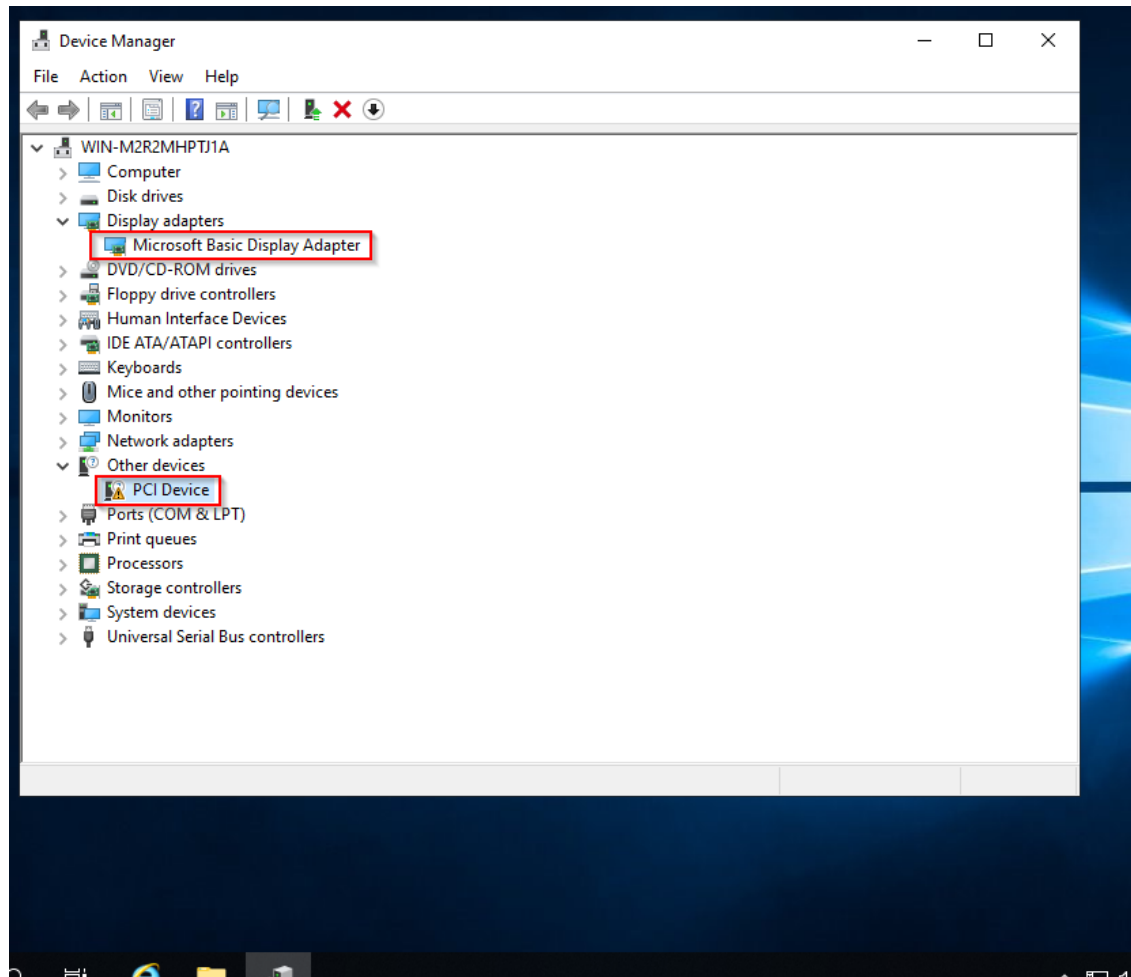 Device Manager
File Action View Help
WIN-M2R2MHPTJ1A
Computer
Disk drives
Display adapters
Microsoft Basic Display Adapter
DVD/CD-ROM drives
Floppy drive controllers
Human Interface Devices
IDE ATA/ATAPI controllers
Keyboards
Mice and other pointing devices
Monitors
Network adapters
Other devices
PCI Device
Ports (COM & LPT)
Print queues
Processors
Storage controllers
System devices
Universal Serial Bus controllers